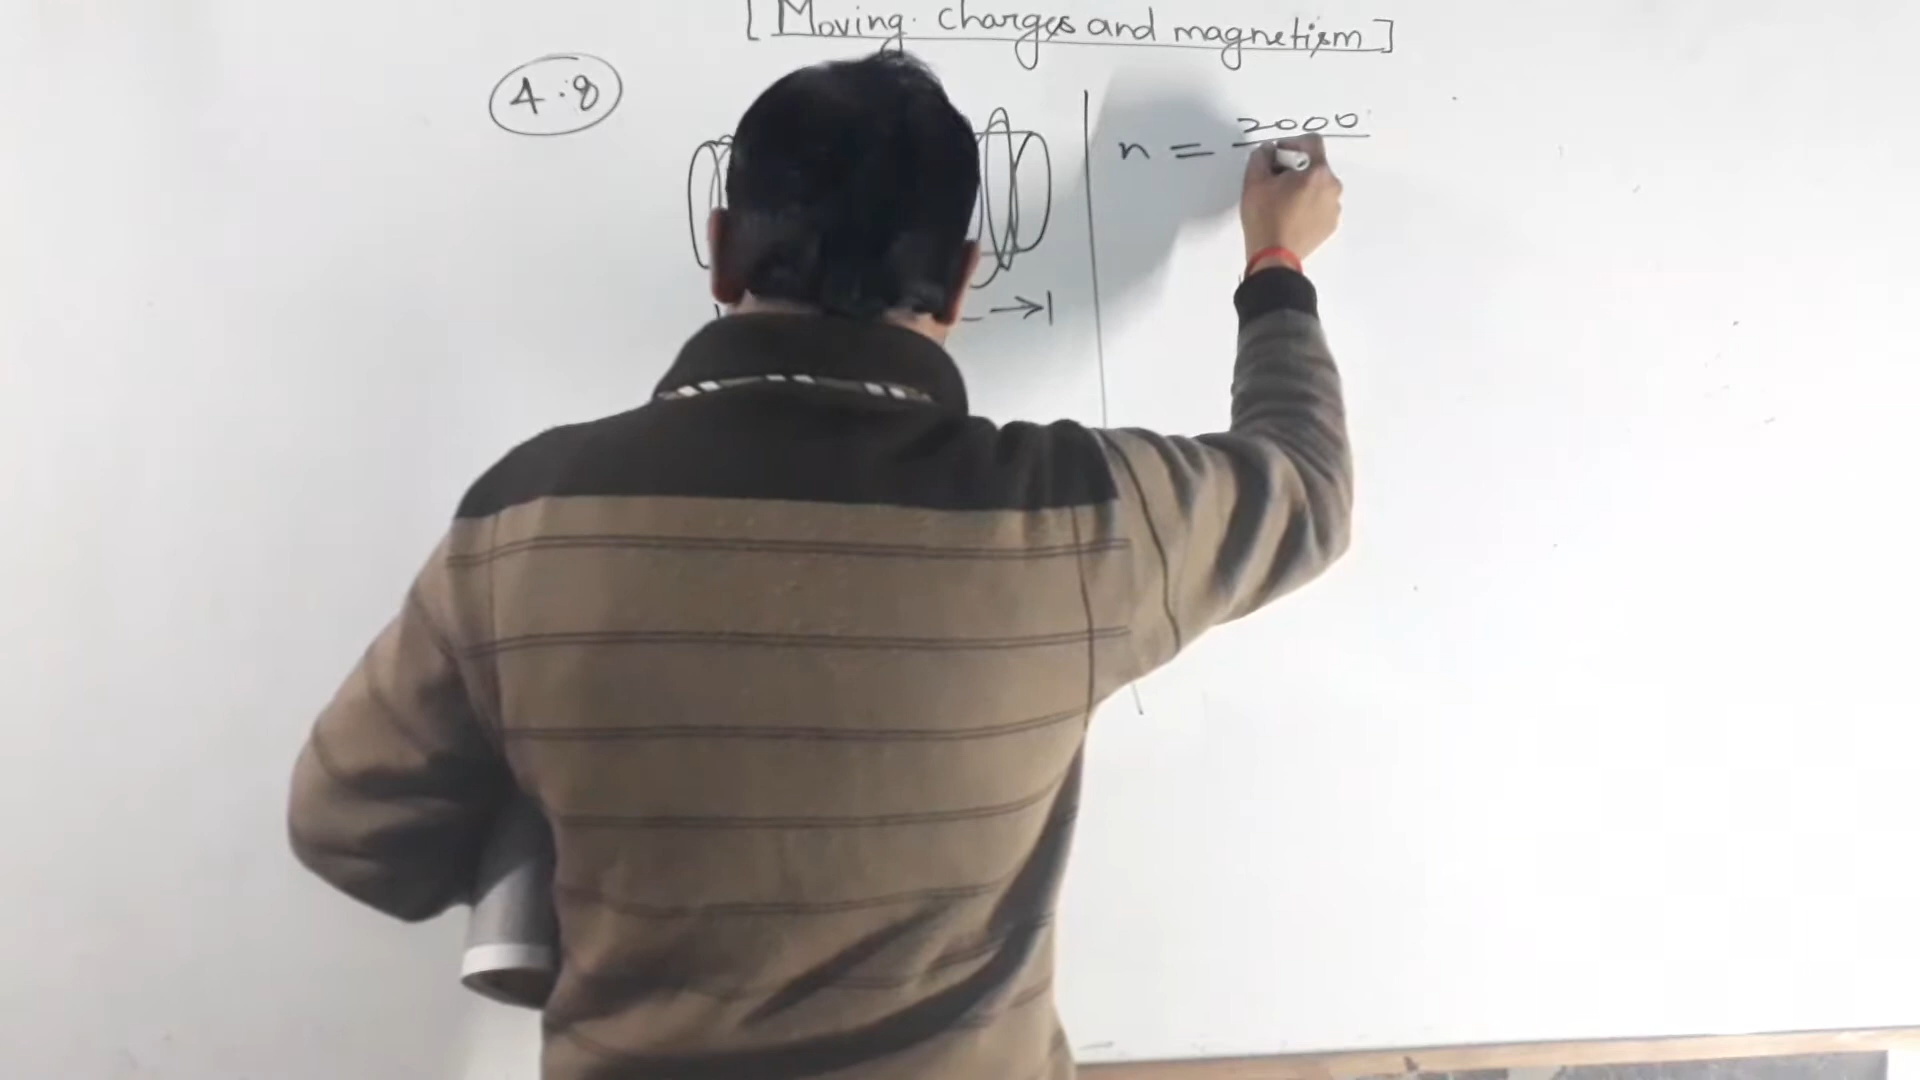 [Moving charges and magnetism]
4.8
n = 2000